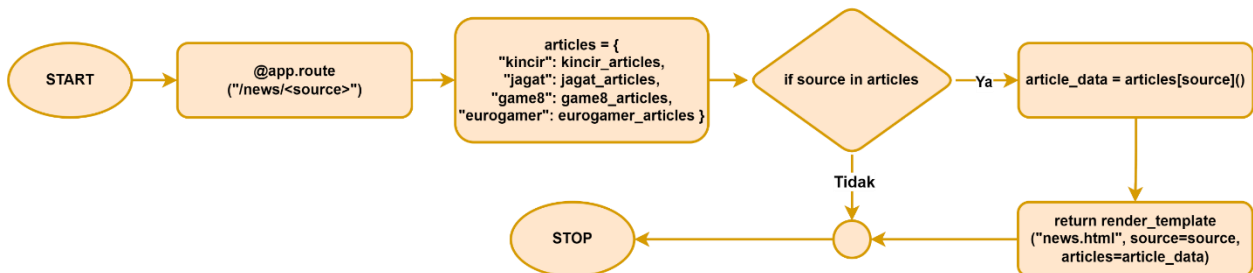 START
@app.route
("/news/<source>")
articles = {
"kincir": kincir_articles,
"jagat": jagat_articles,
"game8": game8_articles,
"eurogamer": eurogamer_articles }
if source in articles
Ya
article_data = articles[source]()
Tidak
return render_template
("news.html", source=source,
articles=article_data)
STOP